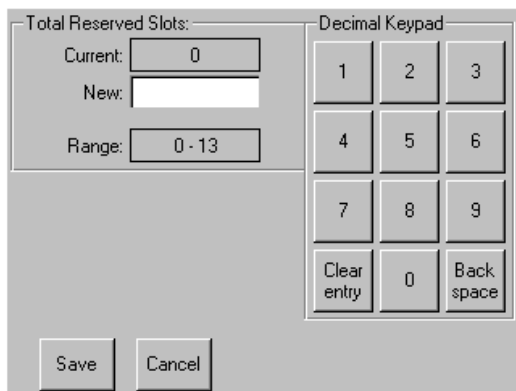 Total Reserved Slots:
Current: 0
New:
Range: 0 - 13
Decimal Keypad
1 2 3
4 5 6
7 8 9
Clear entry 0 Back space
Save Cancel